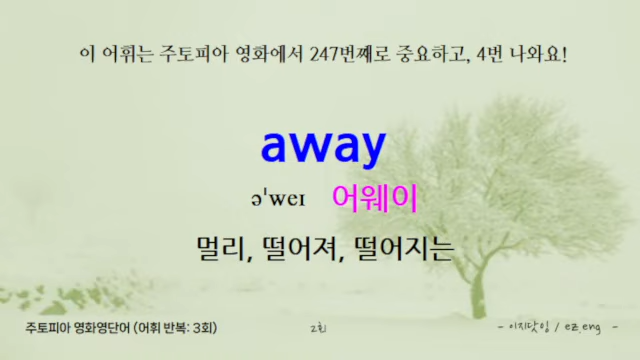 이 어휘는 주토피아 영화에서 247번째로 중요하고, 4번 나와요!
away
ə'weɪ 어웨이
멀리, 떨어져, 떨어지는
주토피아 영화영단어 (어휘 반복: 3회) 2회 - 이지닷잉 / ez.eng -